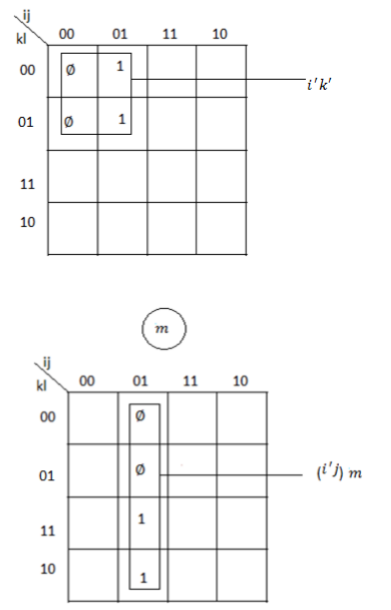 ij
kl 00 01 11 10
00 ø 1
i′k′
01 ø 1
11
10
m
ij
kl 00 01 11 10
00 ø
01 ø (i′j) m
11 1
10 1